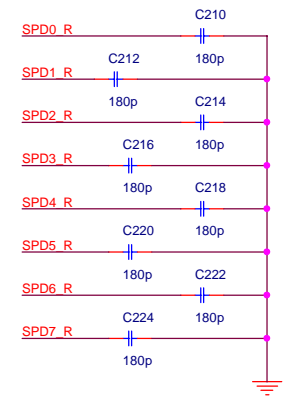 C210
SPD0_R
180p
C212
SPD1_R
180p
C214
SPD2_R
180p
C216
SPD3_R
180p
C218
SPD4_R
180p
C220
SPD5_R
180p
C222
SPD6_R
180p
C224
SPD7_R
180p